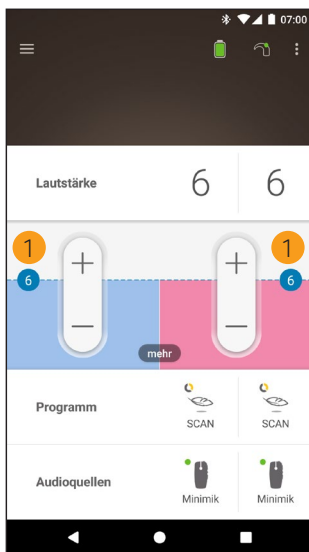 07:00
Lautstärke 6 6
1 1
+ +
6 6
− −
mehr
Programm SCAN SCAN
Audioquellen Minimik Minimik